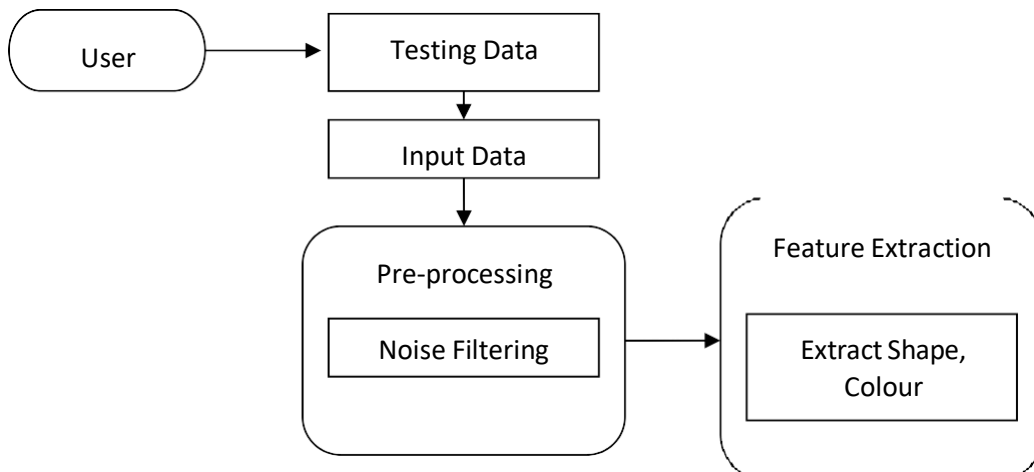 User
Testing Data
Input Data
Pre-processing
Noise Filtering
Feature Extraction
Extract Shape,
Colour